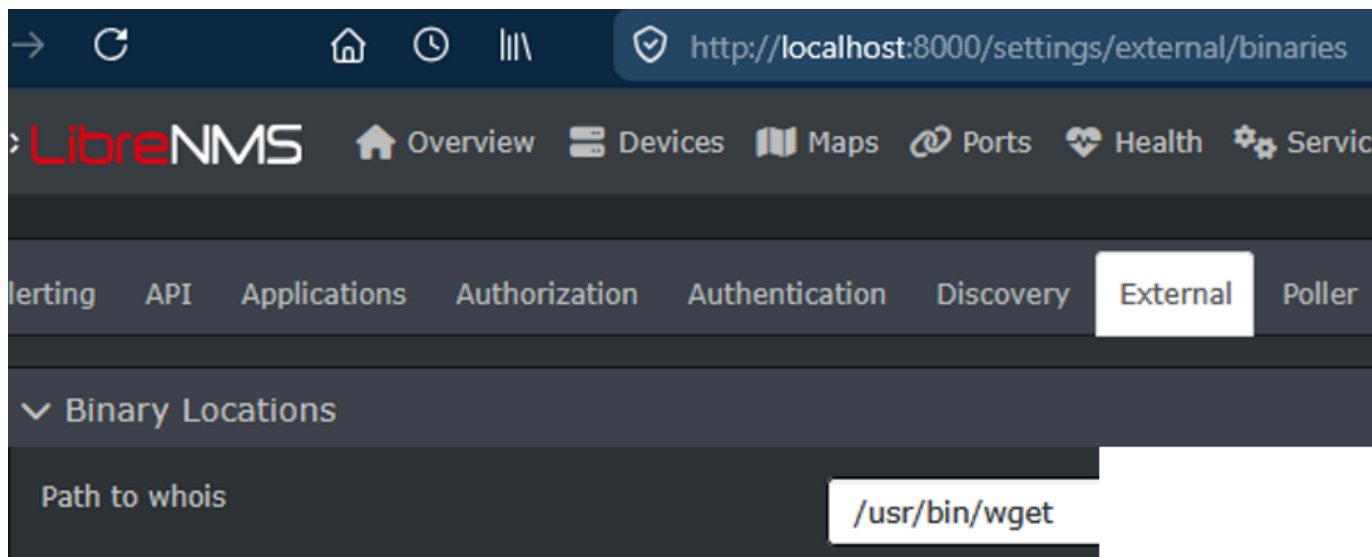 http://localhost:8000/settings/external/binaries
LibreNMS Overview Devices Maps Ports Health Servic
lerting API Applications Authorization Authentication Discovery External Poller
Binary Locations
Path to whois /usr/bin/wget